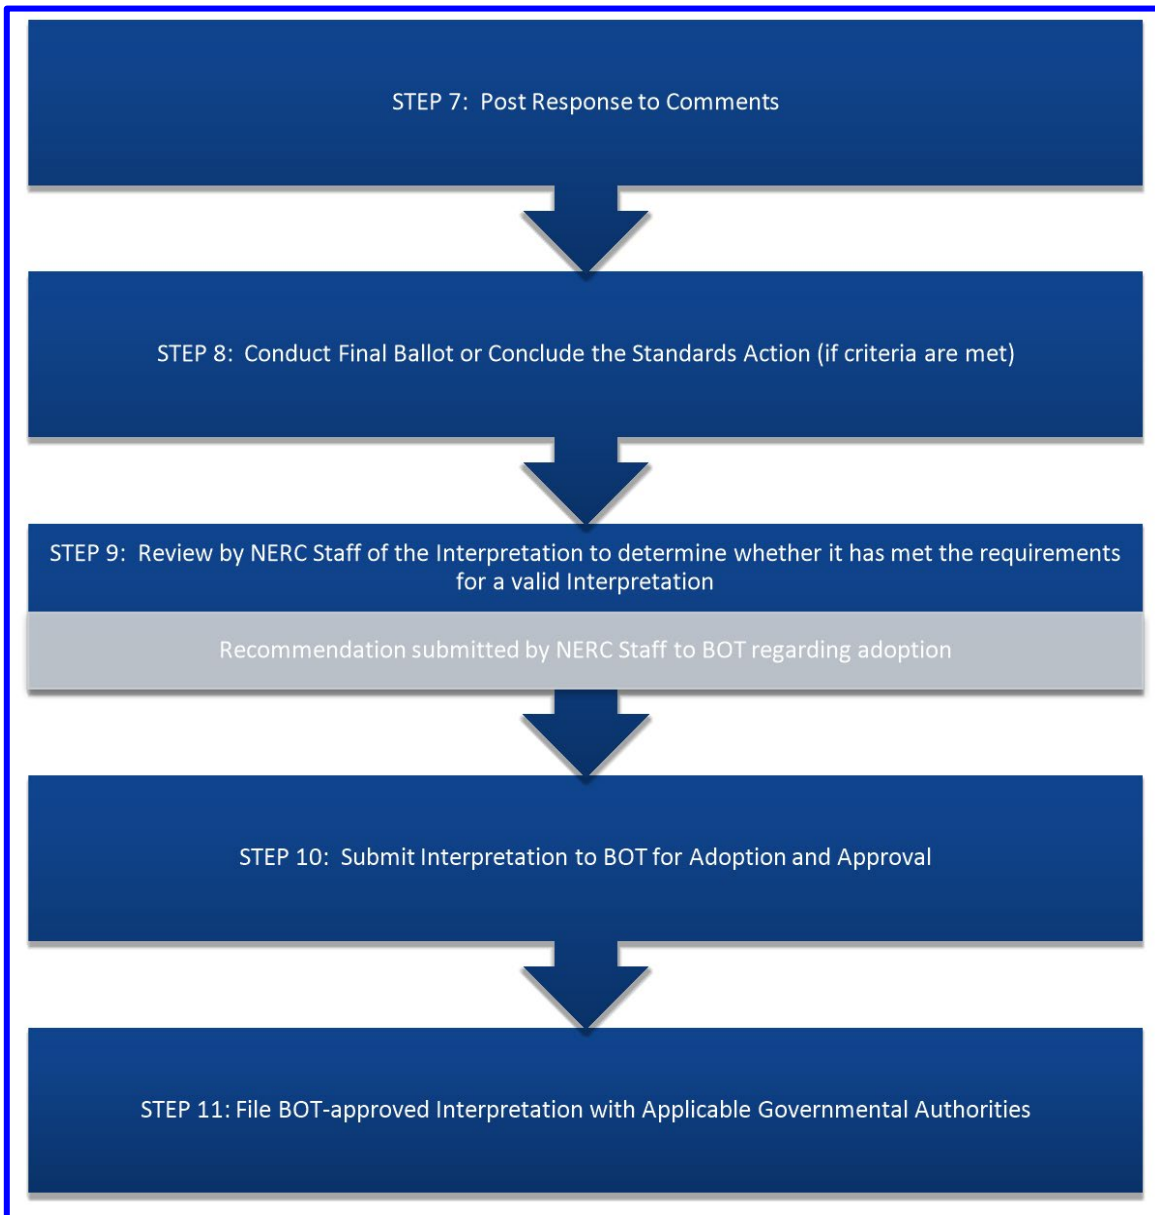 STEP 7: Post Response to Comments
STEP 8: Conduct Final Ballot or Conclude the Standards Action (if criteria are met)
STEP 9: Review by NERC Staff of the Interpretation to determine whether it has met the requirements
for a valid Interpretation
Recommendation submitted by NERC Staff to BOT regarding adoption
STEP 10: Submit Interpretation to BOT for Adoption and Approval
STEP 11: File BOT-approved Interpretation with Applicable Governmental Authorities